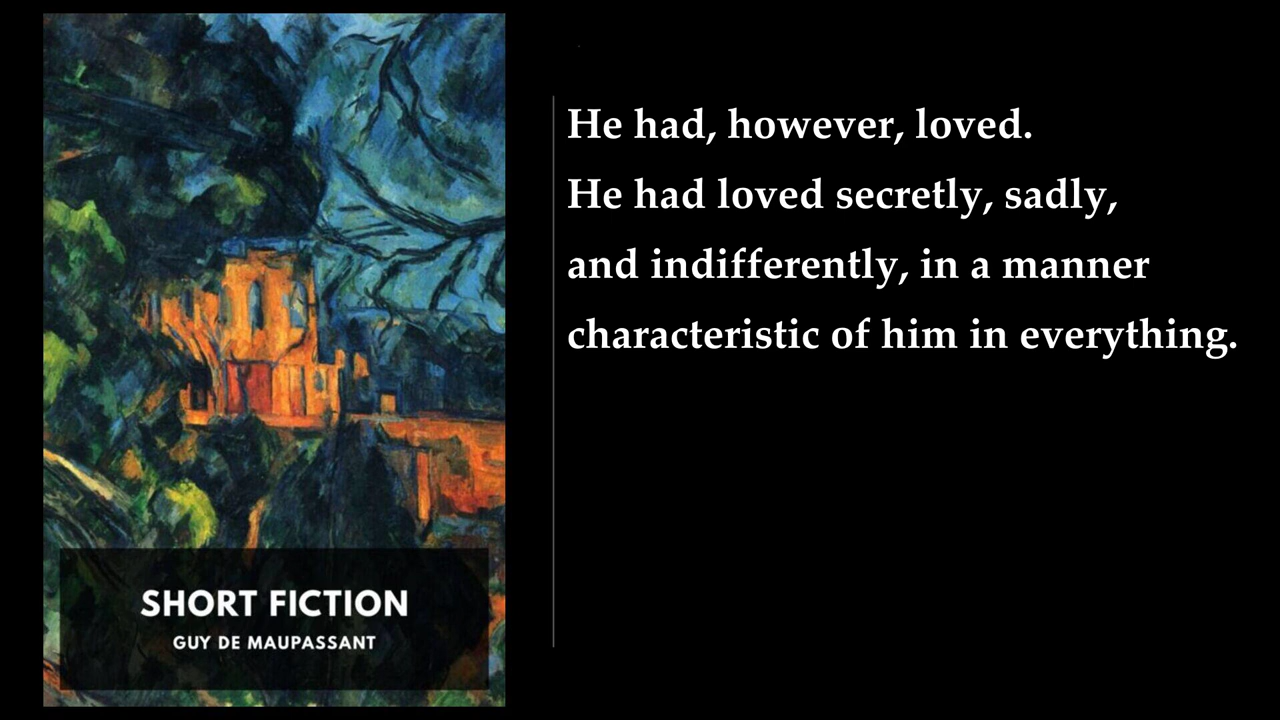 SHORT FICTION
GUY DE MAUPASSANT
He had, however, loved.
He had loved secretly, sadly,
and indifferently, in a manner
characteristic of him in everything.